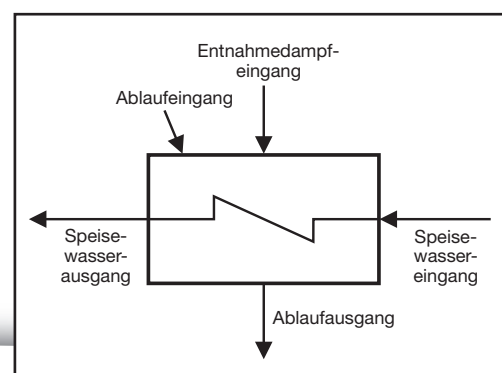 Entnahmedampf-
eingang
Ablaufeingang
Speise-
wasser-
ausgang
Speise-
wasser-
eingang
Ablaufausgang